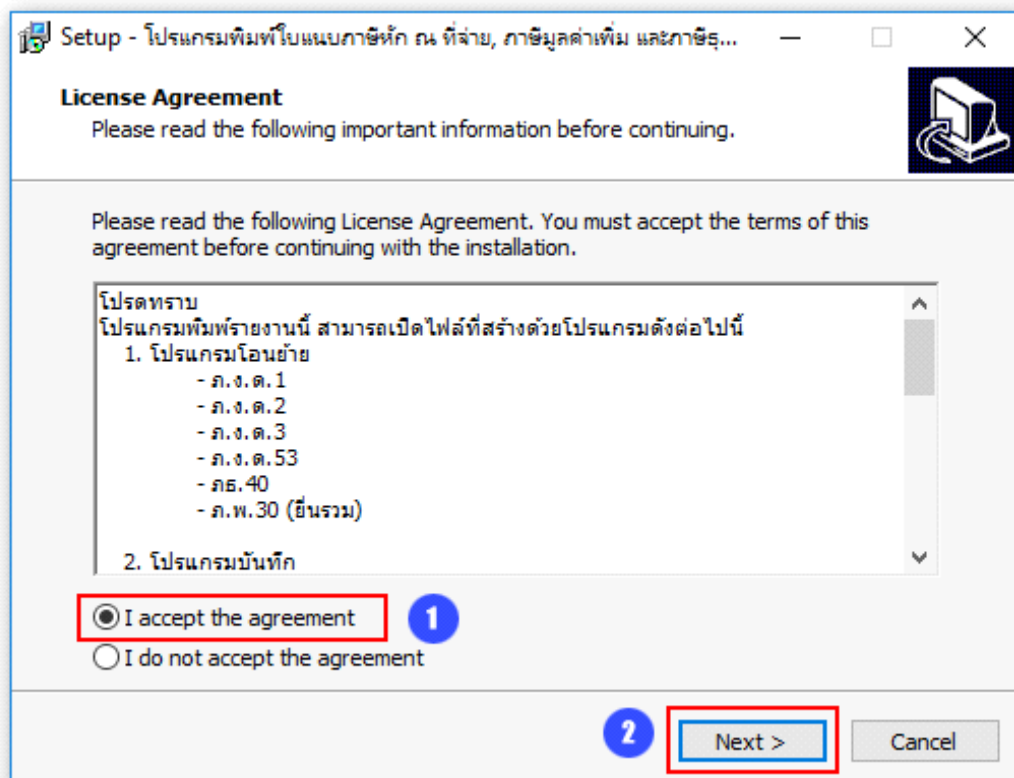 Setup - โปรแกรมพิมพ์ใบแนบภาษีหัก ณ ที่จ่าย, ภาษีมูลค่าเพิ่ม และภาษีธุ...
License Agreement
Please read the following important information before continuing.
Please read the following License Agreement. You must accept the terms of this
agreement before continuing with the installation.
โปรดทราบ
โปรแกรมพิมพ์รายงานนี้ สามารถเปิดไฟล์ที่สร้างด้วยโปรแกรมดังต่อไปนี้
1. โปรแกรมโอนย้าย
- ภ.ง.ด.1
- ภ.ง.ด.2
- ภ.ง.ด.3
- ภ.ง.ด.53
- ภธ.40
- ภ.พ.30 (ยื่นรวม)
2. โปรแกรมบันทึก
I accept the agreement 1
I do not accept the agreement
2 Next > Cancel